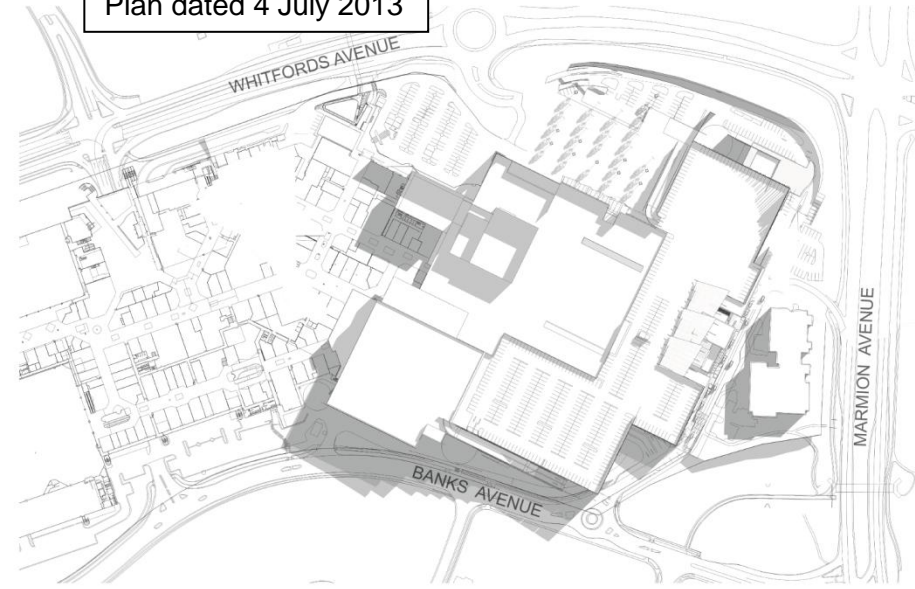 Plan dated 4 July 2013
WHITFORDS AVENUE
MARMION AVENUE
BANKS AVENUE